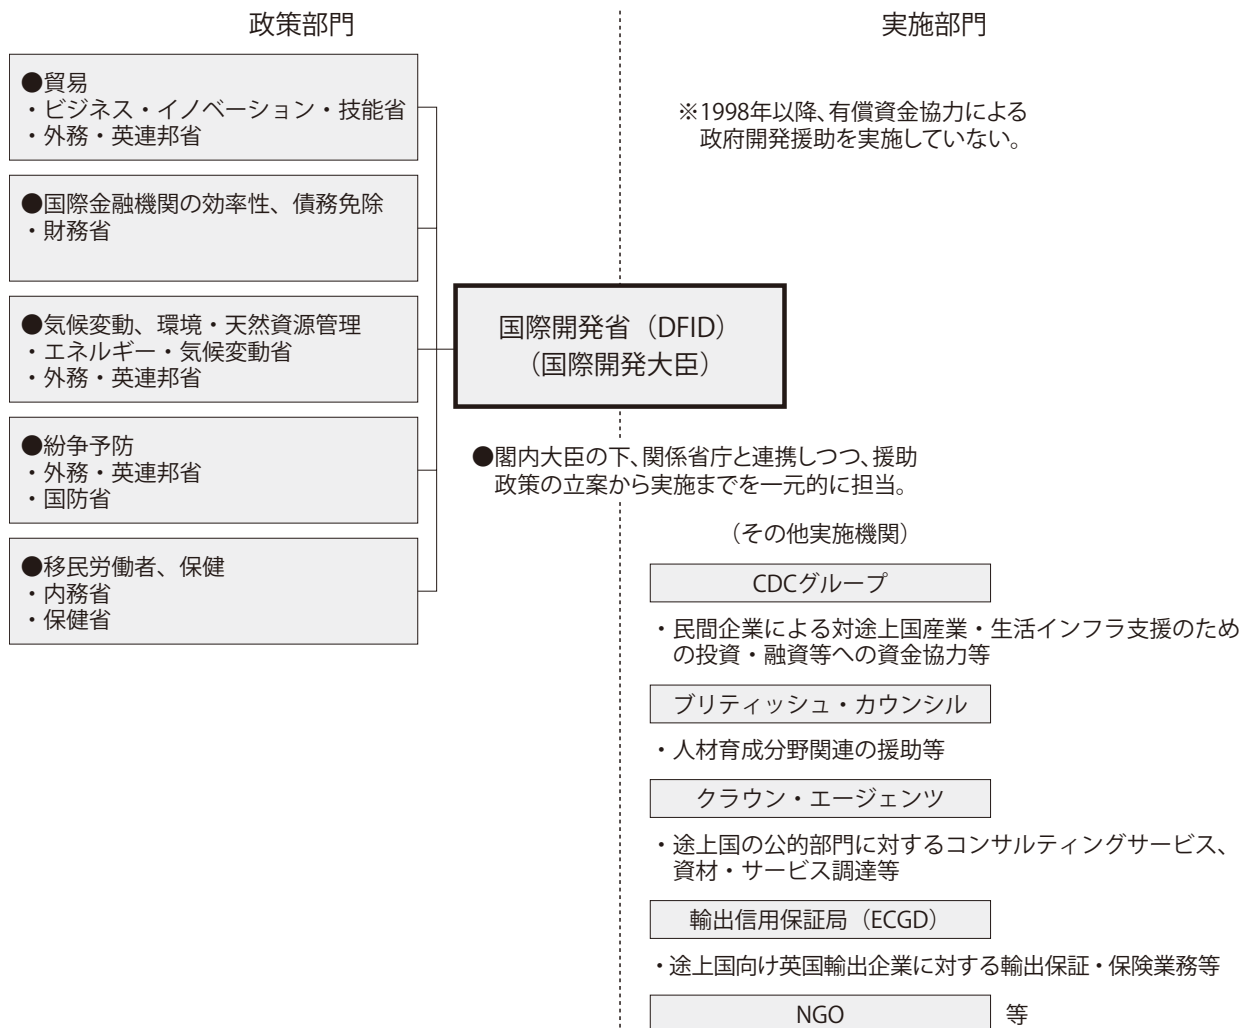 政策部門
●貿易
・ビジネス・イノベーション・技能省
・外務・英連邦省
●国際金融機関の効率性、債務免除
・財務省
●気候変動、環境・天然資源管理
・エネルギー・気候変動省
・外務・英連邦省
●紛争予防
・外務・英連邦省
・国防省
●移民労働者、保健
・内務省
・保健省
国際開発省（DFID）
（国際開発大臣）
●閣内大臣の下、関係省庁と連携しつつ、援助
政策の立案から実施までを一元的に担当。
実施部門
※1998年以降、有償資金協力による
政府開発援助を実施していない。
（その他実施機関）
CDCグループ
・民間企業による対途上国産業・生活インフラ支援のため
の投資・融資等への資金協力等
ブリティッシュ・カウンシル
・人材育成分野関連の援助等
クラウン・エージェンツ
・途上国の公的部門に対するコンサルティングサービス、
資材・サービス調達等
輸出信用保証局（ECGD）
・途上国向け英国輸出企業に対する輸出保証・保険業務等
NGO 等